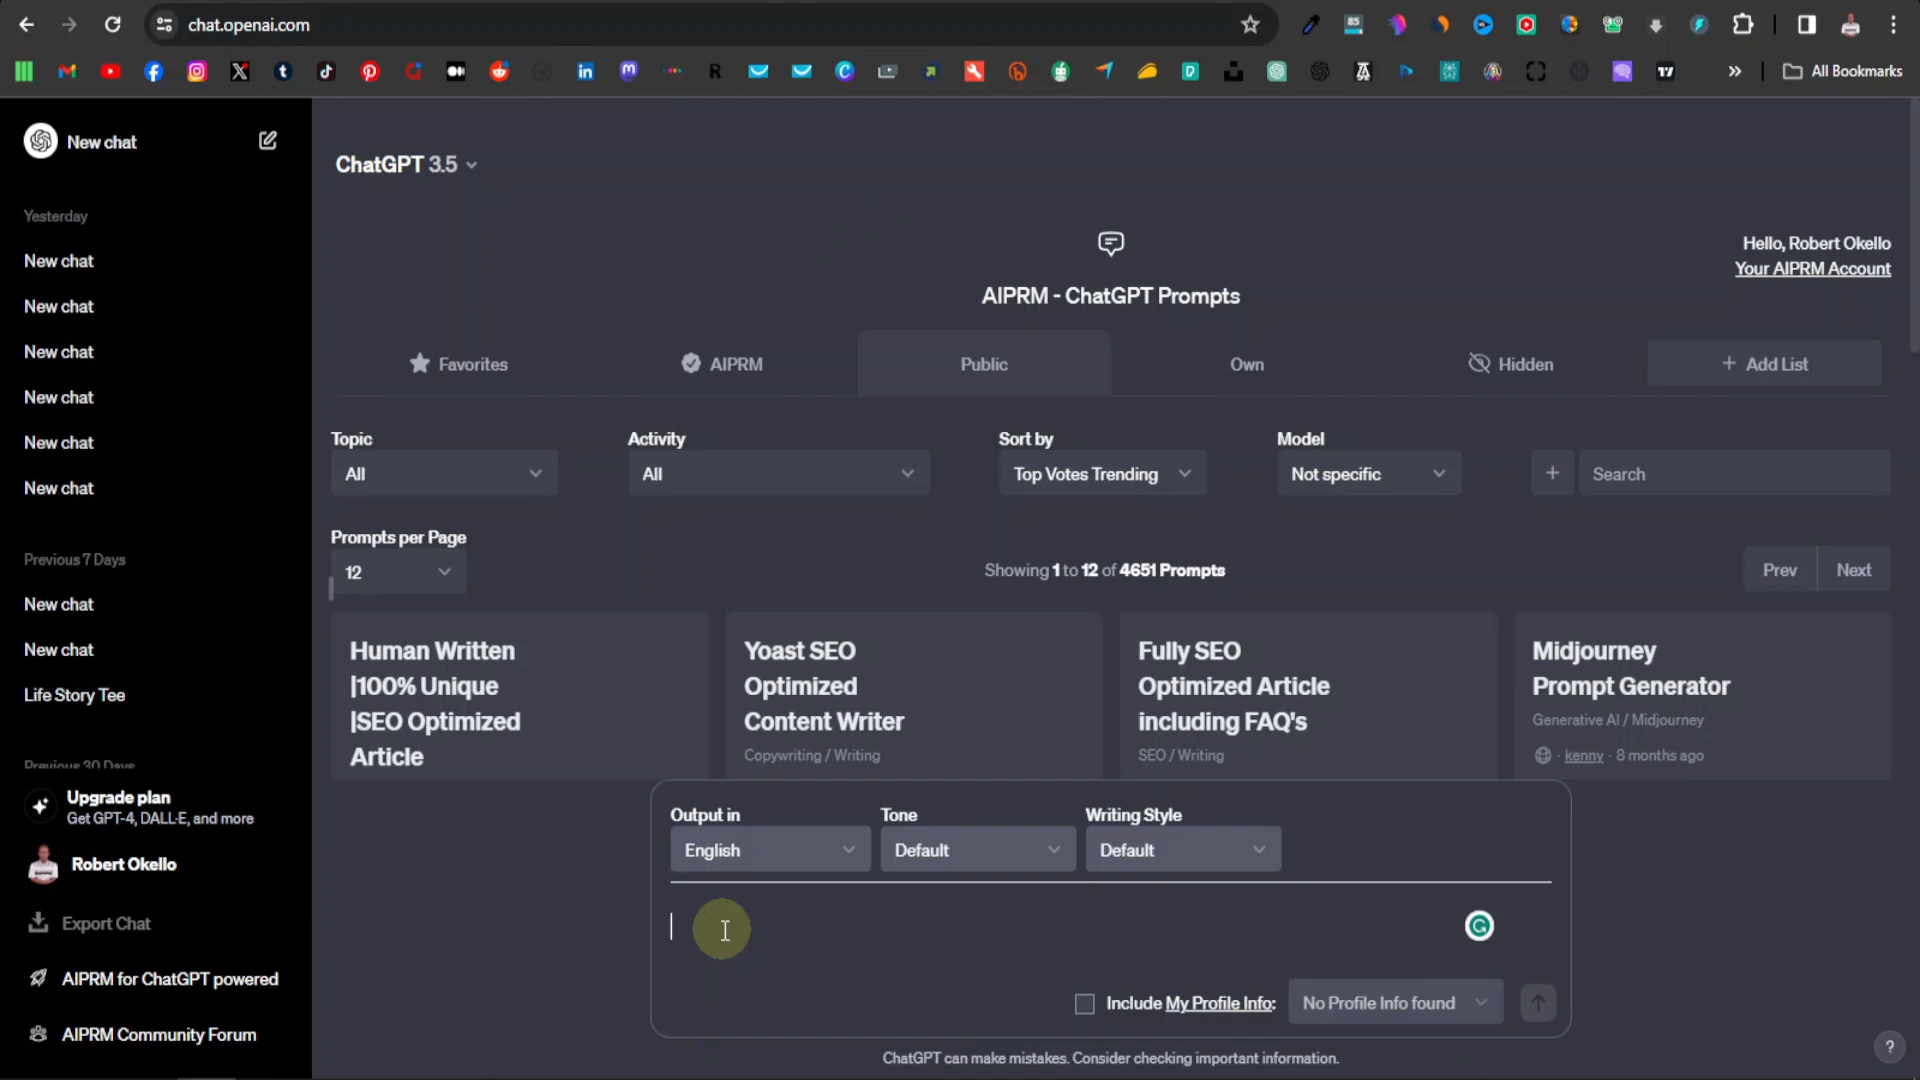 chat.openai.com
All Bookmarks
New chat
Yesterday
New chat
New chat
New chat
New chat
New chat
New chat
Previous 7 Days
New chat
New chat
Life Story Tee
Previous 30 Days
Upgrade plan
Get GPT-4, DALL·E, and more
Robert Okello
Export Chat
AIPRM for ChatGPT powered
AIPRM Community Forum
ChatGPT 3.5
Hello, Robert Okello
Your AIPRM Account
AIPRM - ChatGPT Prompts
Favorites
AIPRM
Public
Own
Hidden
+ Add List
Topic
All
Activity
All
Sort by
Top Votes Trending
Model
Not specific
+
Search
Prompts per Page
12
Showing 1 to 12 of 4651 Prompts
Prev
Next
Human Written
|100% Unique
|SEO Optimized
Article
Yoast SEO
Optimized
Content Writer
Copywriting / Writing
Fully SEO
Optimized Article
including FAQ's
SEO / Writing
Midjourney
Prompt Generator
Generative AI / Midjourney
· kenny · 8 months ago
Output in
English
Tone
Default
Writing Style
Default
Include My Profile Info:
No Profile Info found
ChatGPT can make mistakes. Consider checking important information.
?